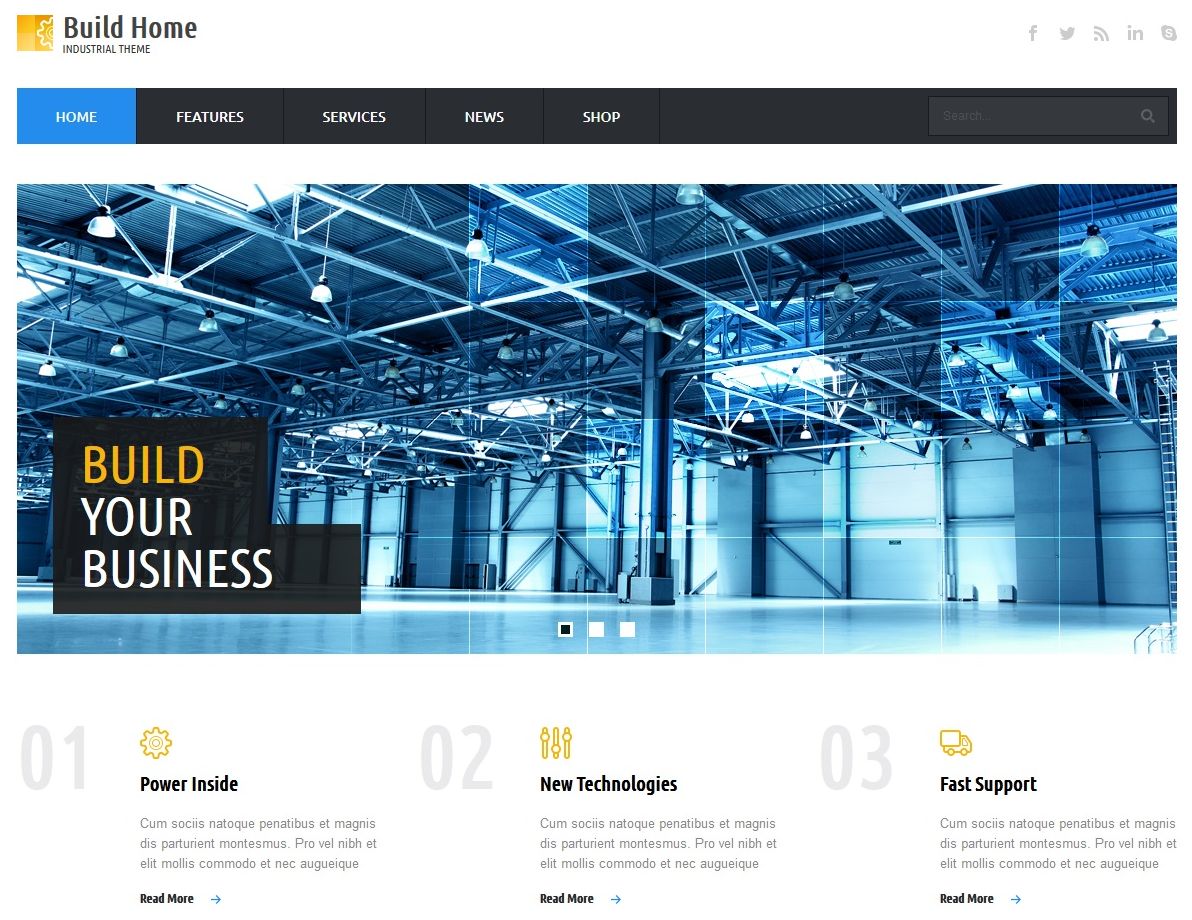 Build Home
INDUSTRIAL THEME
HOME
FEATURES
SERVICES
NEWS
SHOP
Search...
BUILD
YOUR
BUSINESS
01
Power Inside
Cum sociis natoque penatibus et magnis
dis parturient montesmus. Pro vel nibh et
elit mollis commodo et nec augueique
Read More
02
New Technologies
Cum sociis natoque penatibus et magnis
dis parturient montesmus. Pro vel nibh et
elit mollis commodo et nec augueique
Read More
03
Fast Support
Cum sociis natoque penatibus et magnis
dis parturient montesmus. Pro vel nibh et
elit mollis commodo et nec augueique
Read More